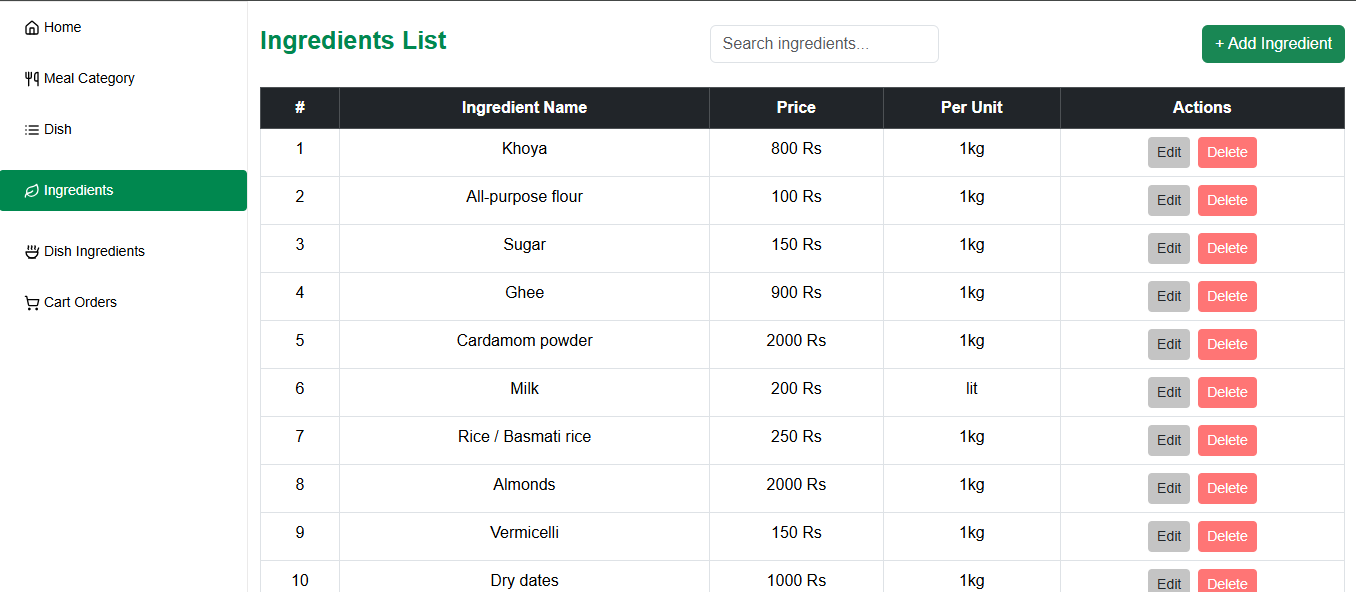 Home
Meal Category
Dish
Ingredients
Dish Ingredients
Cart Orders
Ingredients List
Search ingredients...
+ Add Ingredient
# Ingredient Name Price Per Unit Actions
1 Khoya 800 Rs 1kg Edit Delete
2 All-purpose flour 100 Rs 1kg Edit Delete
3 Sugar 150 Rs 1kg Edit Delete
4 Ghee 900 Rs 1kg Edit Delete
5 Cardamom powder 2000 Rs 1kg Edit Delete
6 Milk 200 Rs lit Edit Delete
7 Rice / Basmati rice 250 Rs 1kg Edit Delete
8 Almonds 2000 Rs 1kg Edit Delete
9 Vermicelli 150 Rs 1kg Edit Delete
10 Dry dates 1000 Rs 1kg Edit Delete